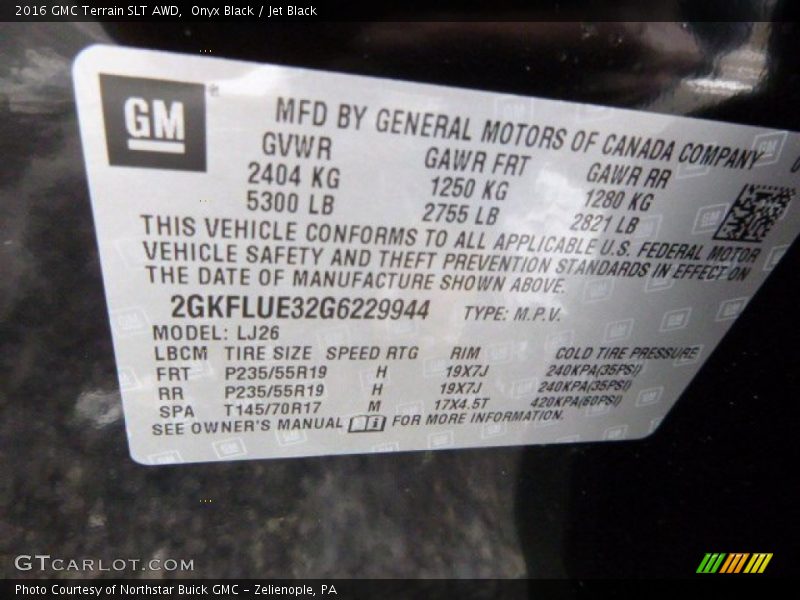 2016 GMC Terrain SLT AWD,  Onyx Black / Jet Black
GM
MFD BY GENERAL MOTORS OF CANADA COMPANY
GVWR GAWR FRT GAWR RR
2404 KG 1250 KG 1280 KG
5300 LB 2755 LB 2821 LB
THIS VEHICLE CONFORMS TO ALL APPLICABLE U.S. FEDERAL MOTOR
VEHICLE SAFETY AND THEFT PREVENTION STANDARDS IN EFFECT ON
THE DATE OF MANUFACTURE SHOWN ABOVE.
2GKFLUE32G6229944 TYPE: M.P.V.
MODEL: LJ26
LBCM TIRE SIZE SPEED RTG RIM COLD TIRE PRESSURE
FRT P235/55R19 H 19X7J 240KPA(35PSI)
RR P235/55R19 H 19X7J 240KPA(35PSI)
SPA T145/70R17 M 17X4.5T 420KPA(60PSI)
SEE OWNER'S MANUAL FOR MORE INFORMATION.
GTCARLOT.COM
Photo Courtesy of Northstar Buick GMC - Zelienople, PA